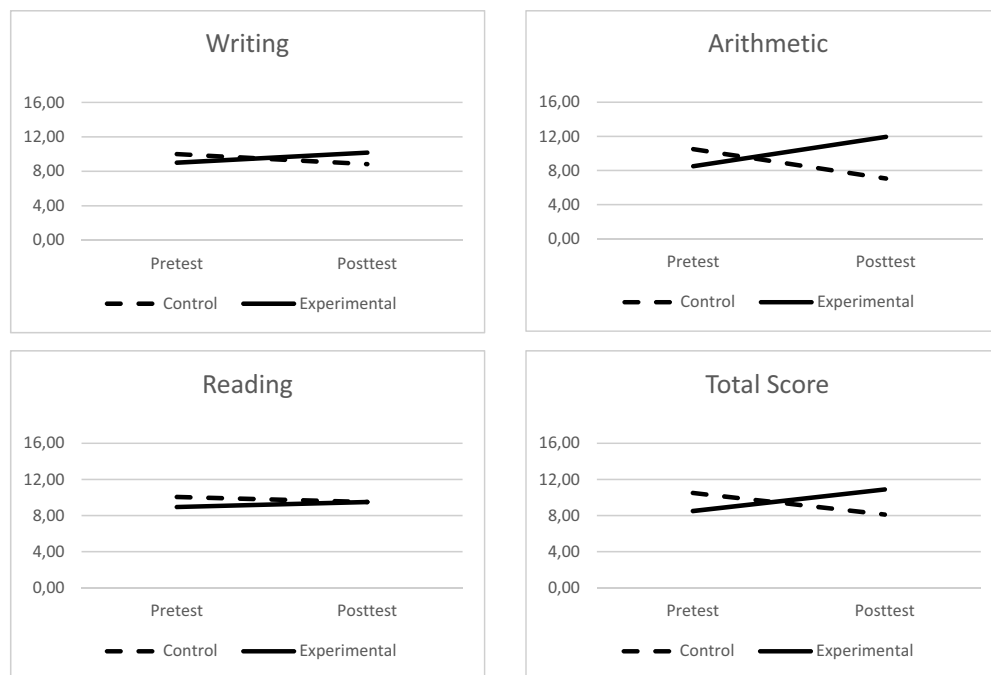 Writing
16,00
12,00
8,00
4,00
0,00
Pretest Posttest
Control Experimental
Arithmetic
16,00
12,00
8,00
4,00
0,00
Pretest Posttest
Control Experimental
Reading
16,00
12,00
8,00
4,00
0,00
Pretest Posttest
Control Experimental
Total Score
16,00
12,00
8,00
4,00
0,00
Pretest Posttest
Control Experimental